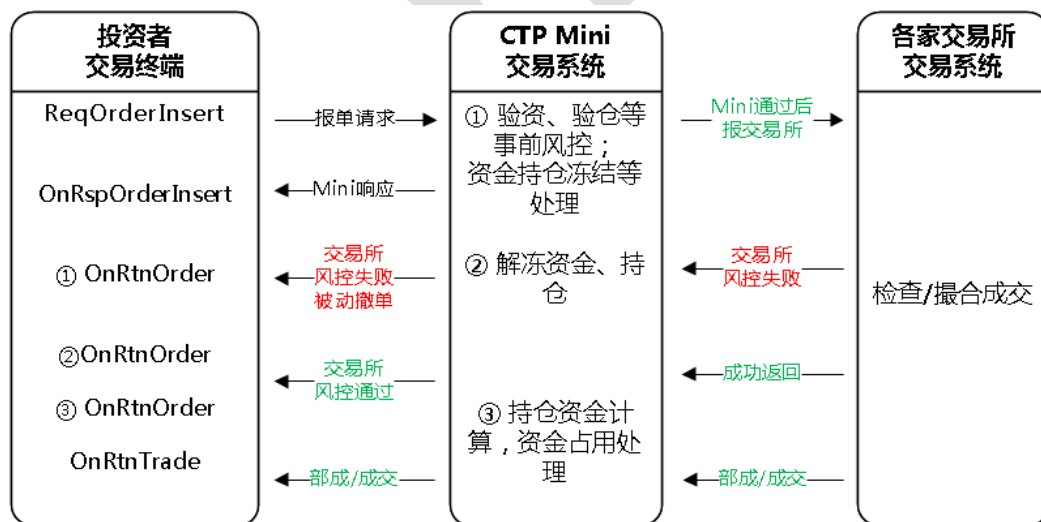 投资者
交易终端
CTP Mini
交易系统
各家交易所
交易系统
ReqOrderInsert
报单请求
① 验资、验仓等
事前风控；
资金持仓冻结等
处理
Mini通过后
报交易所
OnRspOrderInsert
Mini响应
① OnRtnOrder
交易所
风控失败
被动撤单
② 解冻资金、持
仓
交易所
风控失败
检查/撮合成交
②OnRtnOrder
交易所
风控通过
成功返回
③ OnRtnOrder
③ 持仓资金计
算，资金占用处
理
OnRtnTrade
部成/成交
部成/成交